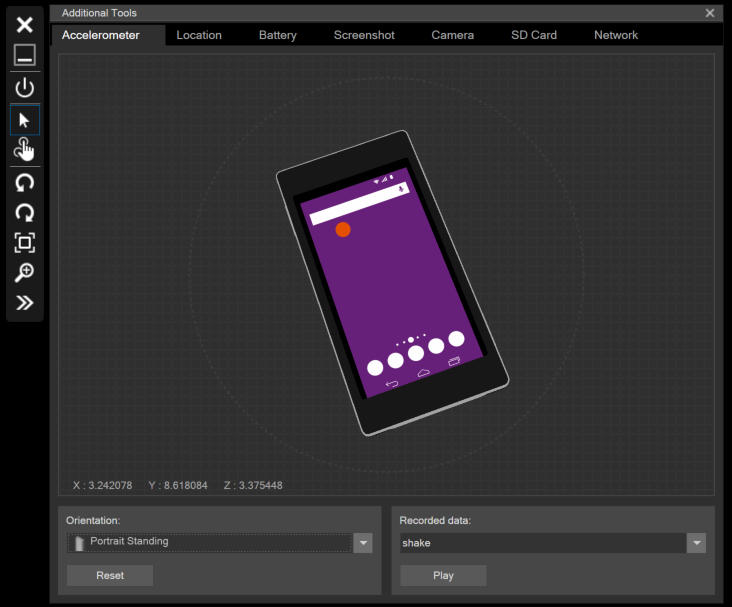 Additional Tools
Accelerometer Location Battery Screenshot Camera SD Card Network
X : 3.242078 Y : 8.618084 Z : 3.375448
Orientation:
Portrait Standing
Reset
Recorded data:
shake
Play